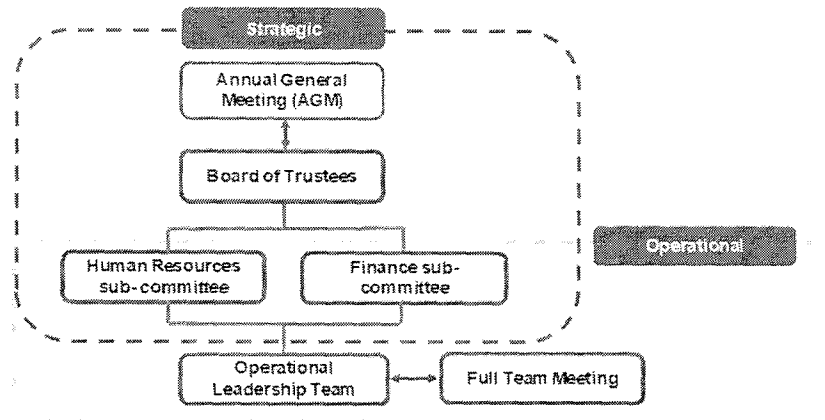 Strategic
Annual General
Meeting (AGM)
Board of Trustees
Operational
Human Resources
sub-committee
Finance sub-
committee
Operational
Leadership Team
Full Team Meeting